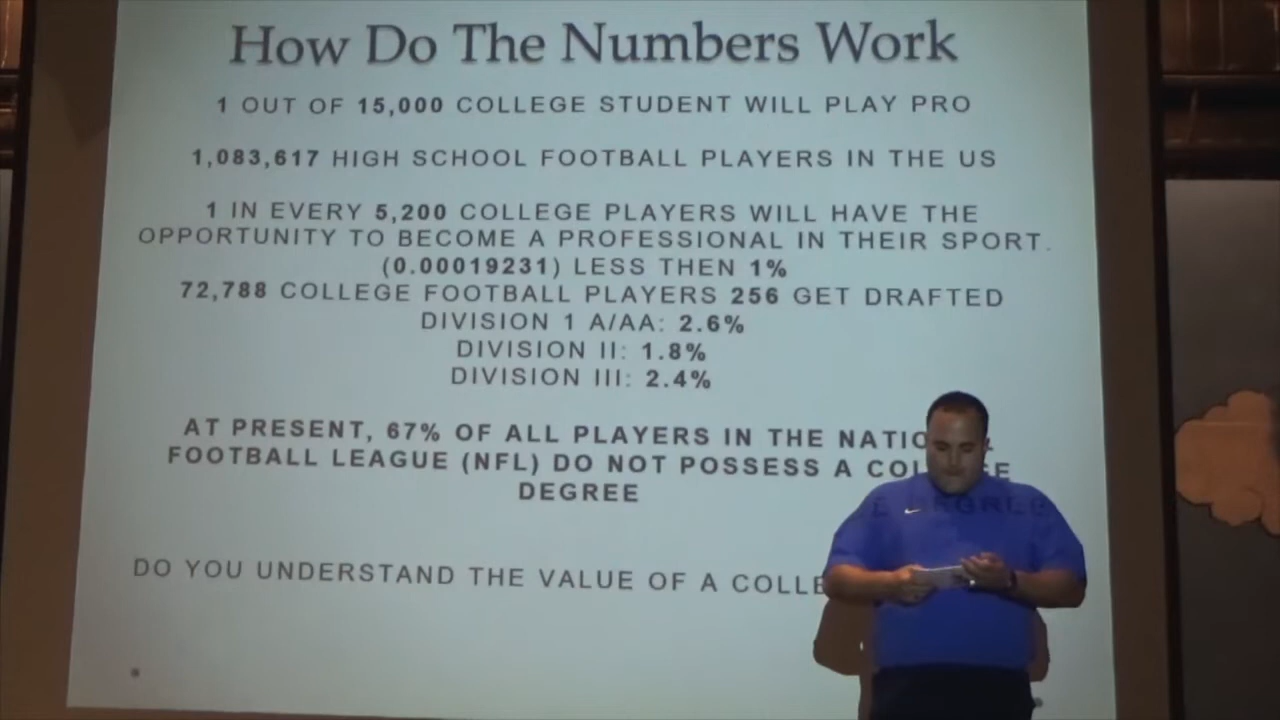 How Do The Numbers Work
1 OUT OF 15,000 COLLEGE STUDENT WILL PLAY PRO
1,083,617 HIGH SCHOOL FOOTBALL PLAYERS IN THE US
1 IN EVERY 5,200 COLLEGE PLAYERS WILL HAVE THE
OPPORTUNITY TO BECOME A PROFESSIONAL IN THEIR SPORT.
(0.00019231) LESS THEN 1%
72,788 COLLEGE FOOTBALL PLAYERS 256 GET DRAFTED
DIVISION 1 A/AA: 2.6%
DIVISION II: 1.8%
DIVISION III: 2.4%
AT PRESENT, 67% OF ALL PLAYERS IN THE
FOOTBALL LEAGUE (NFL) DO NOT POSSESS A
DEGREE
DO YOU UNDERSTAND THE VALUE OF A